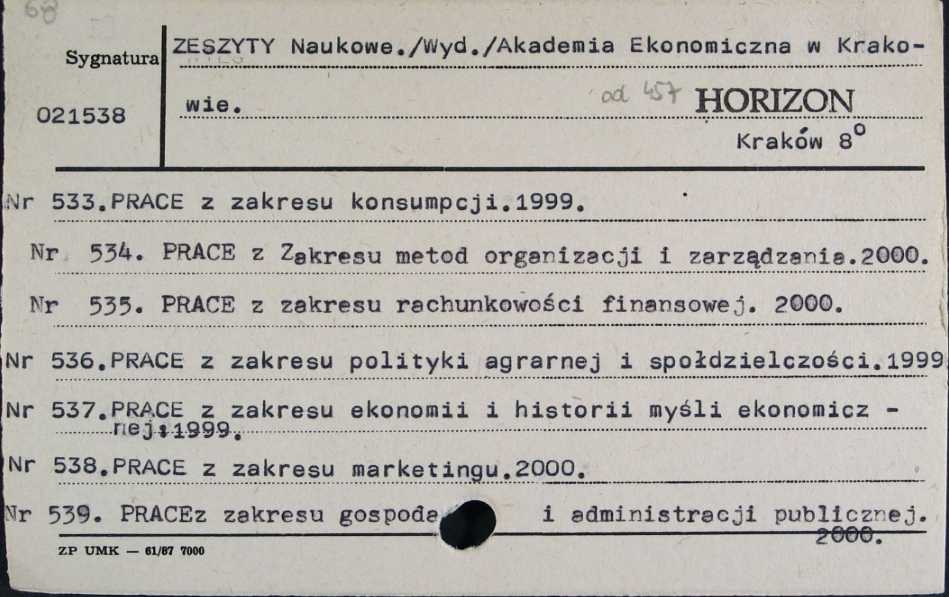 68
Sygnatura
ZESZYTY Naukowe./Wyd./Akademia Ekonomiczna w Krako-
021538
wie.
od 457 HORIZON
Kraków 8°
Nr 533.PRACE z zakresu konsumpcji.1999.
Nr 534. PRACE z Zakresu metod organizacji i zarządzania.2000.
Nr 535. PRACE z zakresu rachunkowości finansowej. 2000.
Nr 536.PRACE z zakresu polityki agrarnej i społdzielczości.1999
Nr 537.PRACE z zakresu ekonomii i historii myśli ekonomicz -
nej.1999.
Nr 538.PRACE z zakresu marketingu.2000.
Nr 539. PRACEz zakresu gospoda i administracji publicznej.
2000.
ZP UMK — 61/87 7000